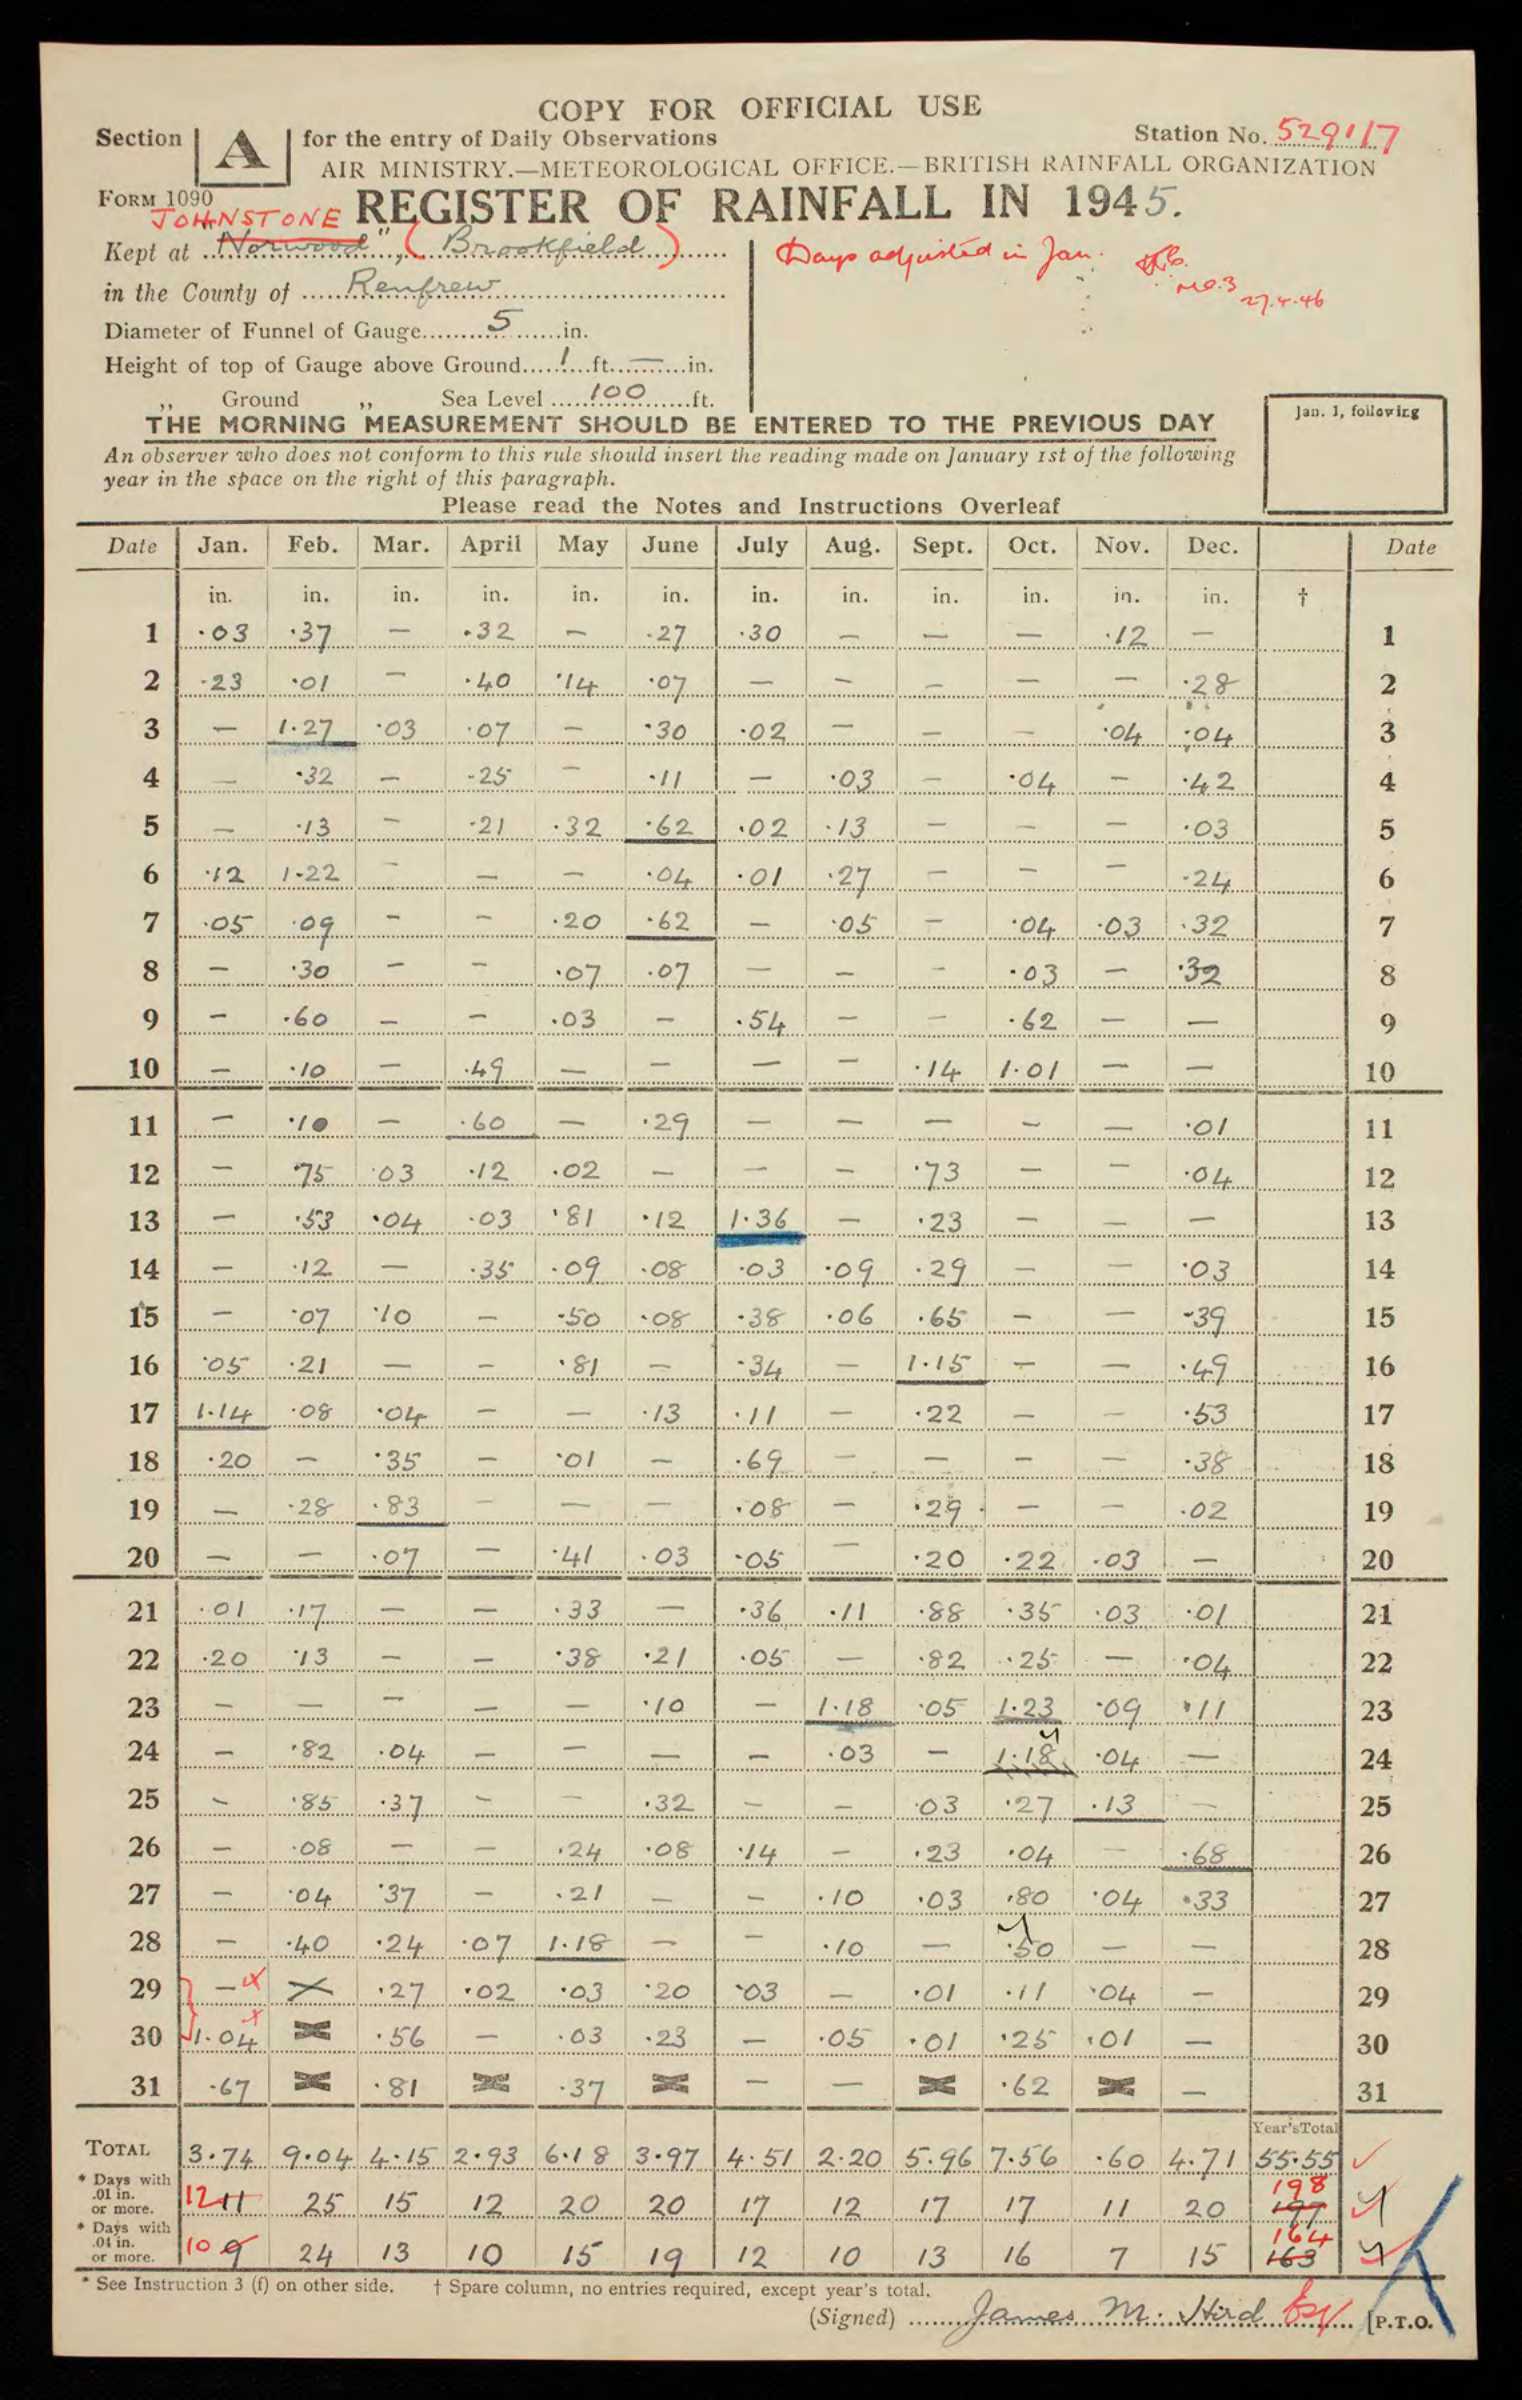 COPY FOR OFFICIAL USE
Section A for the entry of Daily Observations Station No. 529117
AIR MINISTRY.—METEOROLOGICAL OFFICE.—BRITISH RAINFALL ORGANIZATION
FORM 1090 REGISTER OF RAINFALL IN 1945.
JOHNSTONE
Kept at "Norwood", (Brookfield)
Days adjusted in Jan.
M.O.3
27.4.46
in the County of Renfrew
Diameter of Funnel of Gauge 5 in.
Height of top of Gauge above Ground 1 ft. — in.
,, Ground ,, Sea Level 100 ft.
THE MORNING MEASUREMENT SHOULD BE ENTERED TO THE PREVIOUS DAY
An observer who does not conform to this rule should insert the reading made on January 1st of the following
year in the space on the right of this paragraph.
Jan. 1, following
Please read the Notes and Instructions Overleaf
Date Jan. Feb. Mar. April May June July Aug. Sept. Oct. Nov. Dec. Date
in. in. in. in. in. in. in. in. in. in. in. in. †
1 .03 .37 — .32 — .27 .30 — — — .12 — 1
2 .23 .01 — .40 .14 .07 — — — — — .28 2
3 — 1.27 .03 .07 — .30 .02 — — — .04 .04 3
4 — .32 — .25 — .11 — .03 — .04 — .42 4
5 — .13 — .21 .32 .62 .02 .13 — — — .03 5
6 .12 1.22 — — — .04 .01 .27 — — — .24 6
7 .05 .09 — — .20 .62 — .05 — .04 .03 .32 7
8 — .30 — — .07 .07 — — — .03 — .32 8
9 — .60 — — .03 — .54 — — .62 — — 9
10 — .10 — .49 — — — — .14 1.01 — — 10
11 — .10 — .60 — .29 — — — — — .01 11
12 — .75 .03 .12 .02 — — — .73 — — .04 12
13 — .53 .04 .03 .81 .12 1.36 — .23 — — — 13
14 — .12 — .35 .09 .08 .03 .09 .29 — — .03 14
15 — .07 .10 — .50 .08 .38 .06 .65 — — .39 15
16 .05 .21 — — .81 — .34 — 1.15 — — .49 16
17 1.14 .08 .04 — — .13 .11 — .22 — — .53 17
18 .20 — .35 — .01 — .69 — — — — .38 18
19 — .28 .83 — — — .08 — .29 — — .02 19
20 — — .07 — .41 .03 .05 — .20 .22 .03 — 20
21 .01 .17 — — .33 — .36 .11 .88 .35 .03 .01 21
22 .20 .13 — — .38 .21 .05 — .82 .25 — .04 22
23 — — — — — .10 — 1.18 .05 1.23 .09 .11 23
24 — .82 .04 — — — — .03 — 1.18 .04 — 24
25 — .85 .37 — — .32 — — .03 .27 .13 — 25
26 — .08 — — .24 .08 .14 — .23 .04 — .68 26
27 — .04 .37 — .21 — — .10 .03 .80 .04 .33 27
28 — .40 .24 .07 1.18 — — .10 — .50 — — 28
29 — x × .27 .02 .03 .20 .03 — .01 .11 .04 — 29
30 1.04 x × .56 — .03 .23 — .05 .01 .25 .01 — 30
31 .67 × .81 × .37 × — — × .62 × — 31
Year's Total
TOTAL 3.74 9.04 4.15 2.93 6.18 3.97 4.51 2.20 5.96 7.56 .60 4.71 55.55
* Days with .01 in. or more. 12 11 25 15 12 20 20 17 12 17 17 11 20 198 197
* Days with .04 in. or more. 10 9 24 13 10 15 19 12 10 13 16 7 15 164 163
* See Instruction 3 (f) on other side. † Spare column, no entries required, except year's total.
(Signed) James M. Hird Esq [P.T.O.